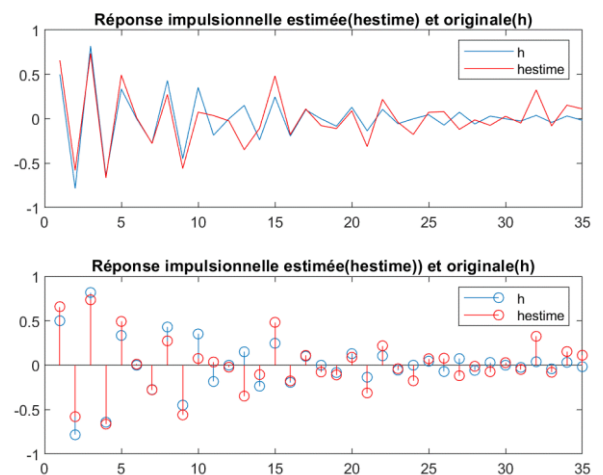 Réponse impulsionnelle estimée(hestime) et originale(h)
1
0.5
0
-0.5
-1
h
hestime
0 5 10 15 20 25 30 35
Réponse impulsionnelle estimée(hestime)) et originale(h)
1
0.5
0
-0.5
-1
h
hestime
0 5 10 15 20 25 30 35